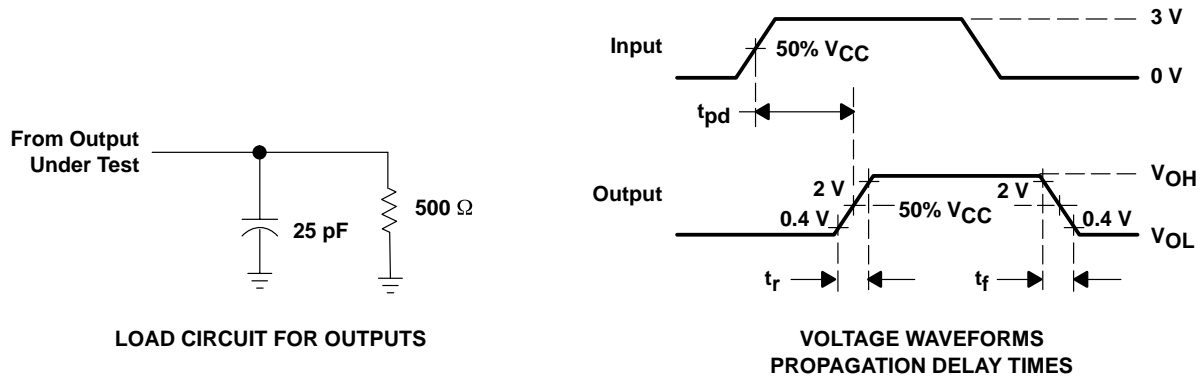 From Output
Under Test
25 pF
500 Ω
LOAD CIRCUIT FOR OUTPUTS
Input
50% VCC
3 V
0 V
tpd
Output
2 V
0.4 V
50% VCC
2 V
0.4 V
VOH
VOL
tr
tf
VOLTAGE WAVEFORMS
PROPAGATION DELAY TIMES